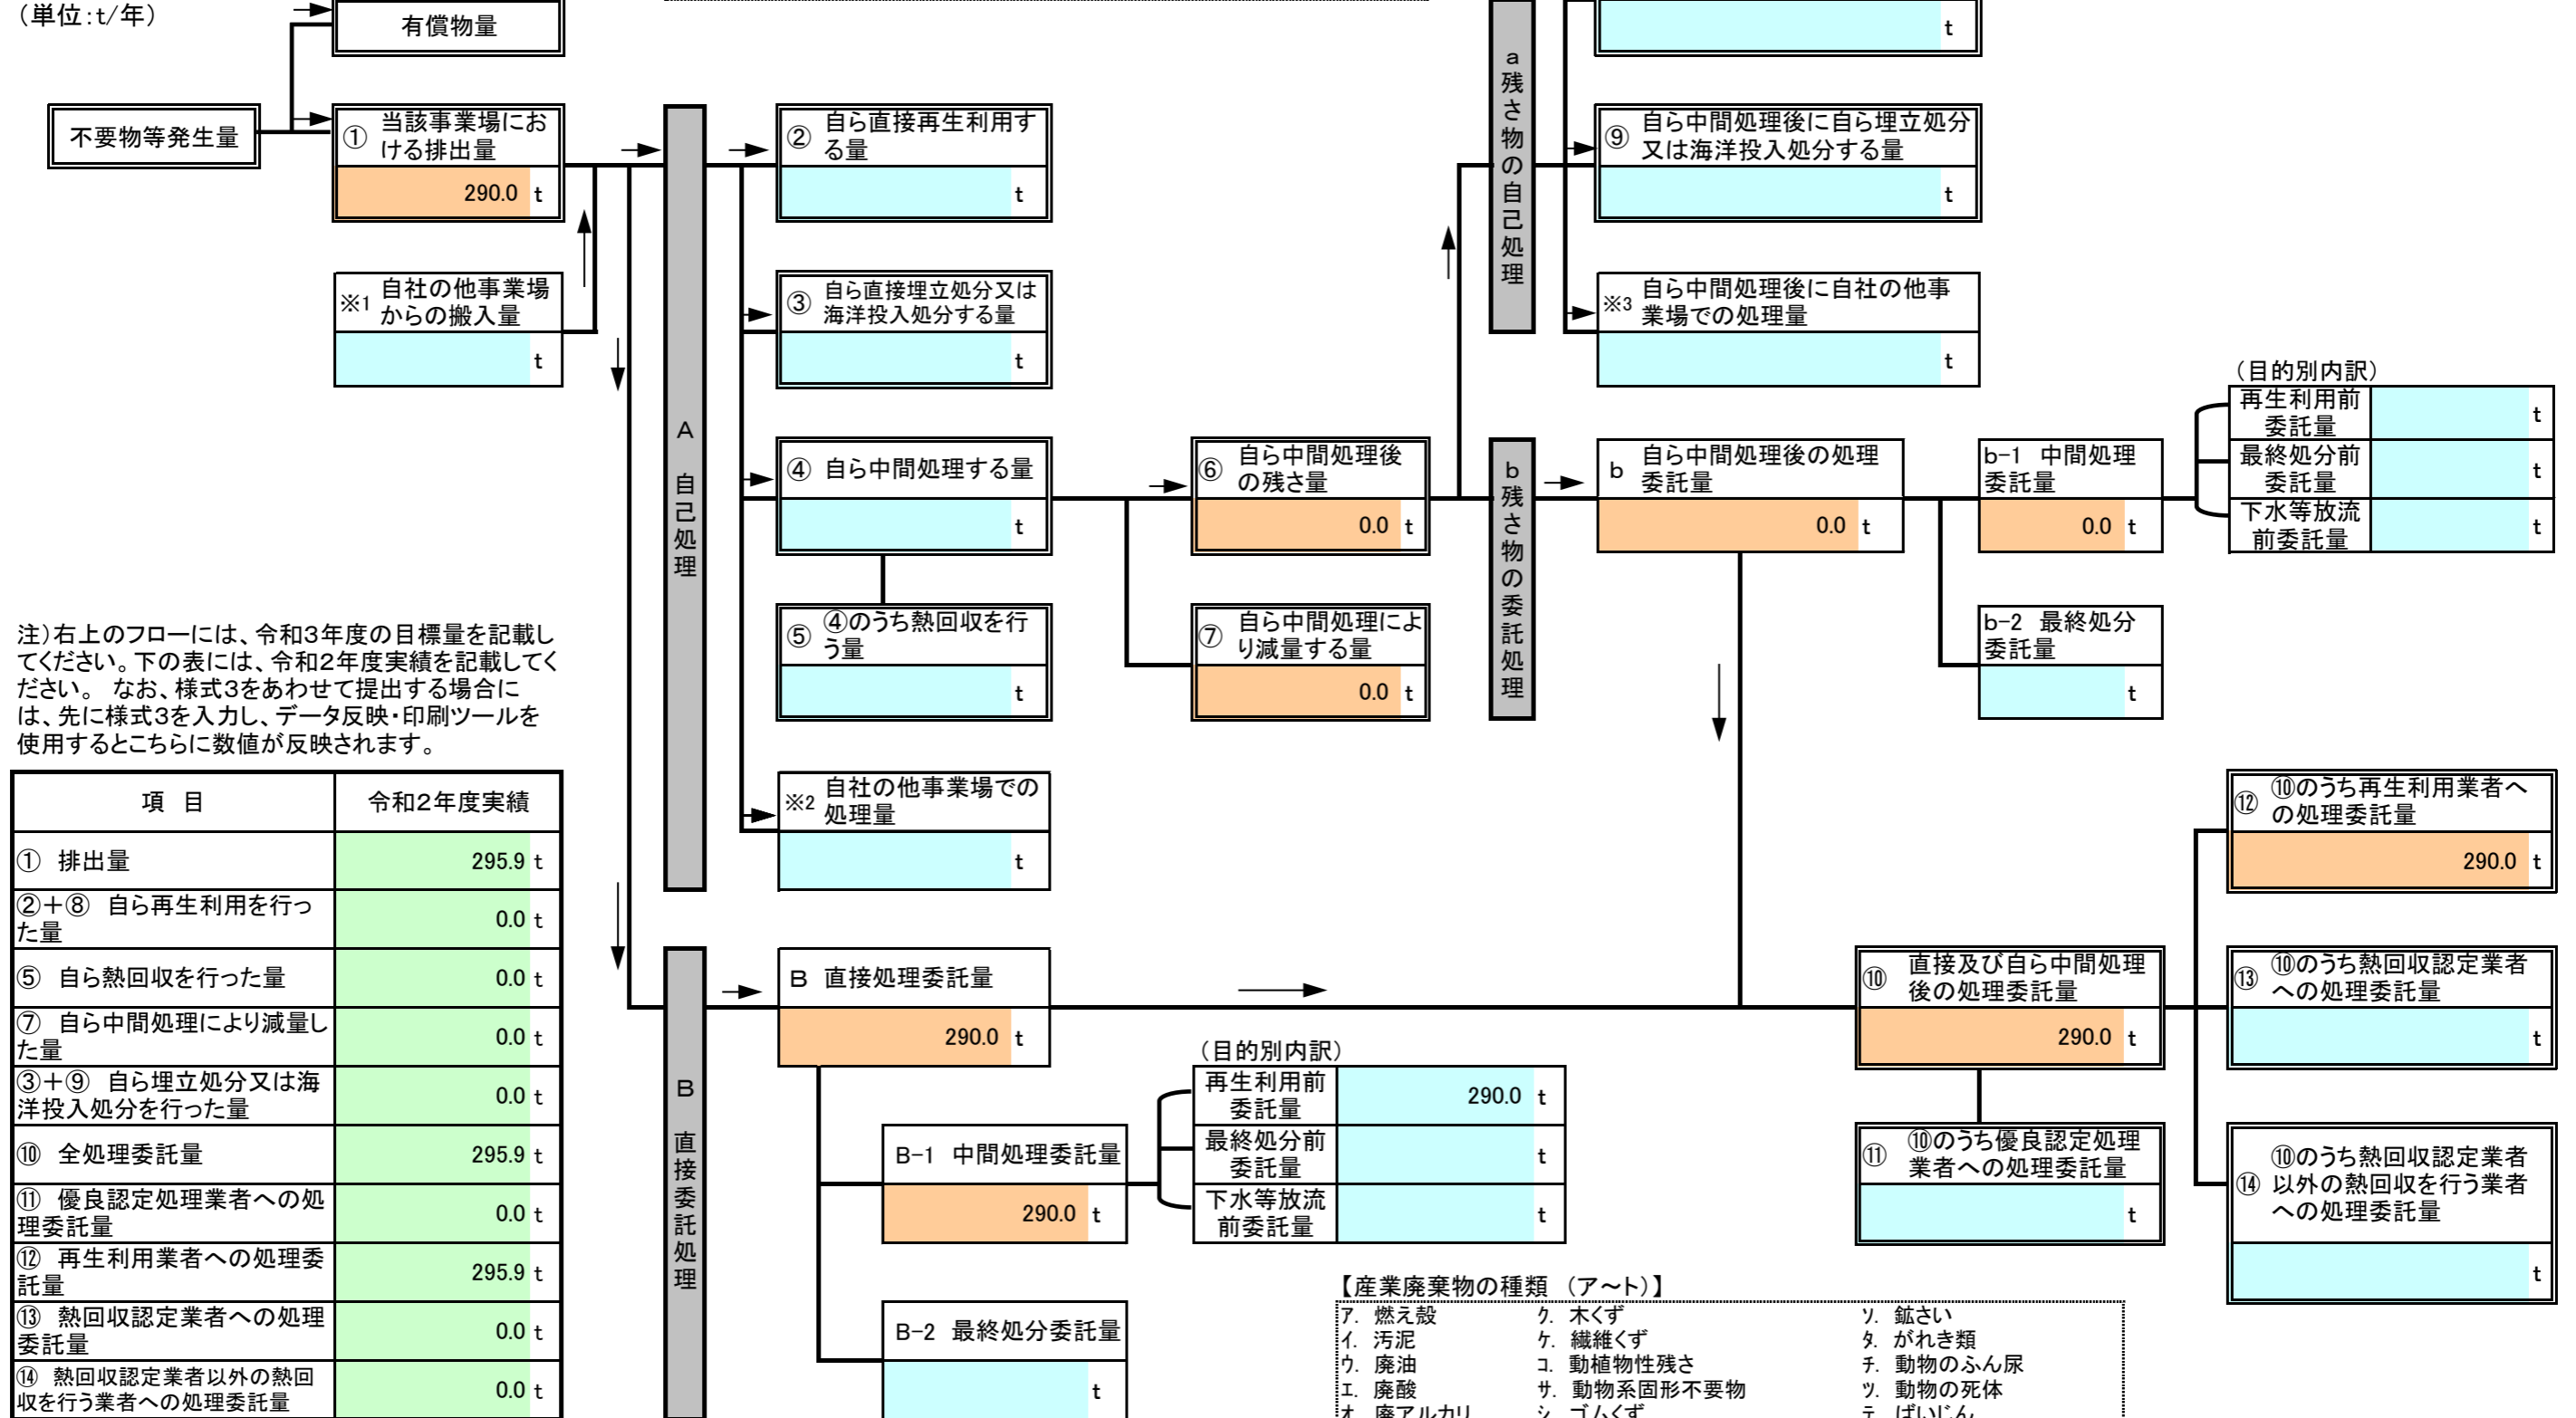 （単位：t/年）
有償物量
t
不要物等発生量
① 当該事業場にお
ける排出量
290.0 t
※1 自社の他事業場
からの搬入量
t
A 自己処理
② 自ら直接再生利用す
る量
t
③ 自ら直接埋立処分又は
海洋投入処分する量
t
④ 自ら中間処理する量
t
⑤ ④のうち熱回収を行
う量
t
※2 自社の他事業場での
処理量
t
⑥ 自ら中間処理後
の残さ量
0.0 t
⑦ 自ら中間処理によ
り減量する量
0.0 t
a 残さ物の自己処理
⑨ 自ら中間処理後に自ら埋立処分
又は海洋投入処分する量
t
※3 自ら中間処理後に自社の他事
業場での処理量
t
b 残さ物の委託処理
b 自ら中間処理後の処理
委託量
0.0 t
b-1 中間処理
委託量
0.0 t
b-2 最終処分
委託量
t
（目的別内訳）
再生利用前
委託量
t
最終処分前
委託量
t
下水等放流
前委託量
t
注）右上のフローには、令和3年度の目標量を記載し
てください。下の表には、令和2年度実績を記載してく
ださい。 なお、様式3をあわせて提出する場合に
は、先に様式3を入力し、データ反映・印刷ツールを
使用するとこちらに数値が反映されます。
項 目 令和2年度実績
① 排出量 295.9 t
②＋⑧ 自ら再生利用を行っ
た量 0.0 t
⑤ 自ら熱回収を行った量 0.0 t
⑦ 自ら中間処理により減量し
た量 0.0 t
③＋⑨ 自ら埋立処分又は海
洋投入処分を行った量 0.0 t
⑩ 全処理委託量 295.9 t
⑪ 優良認定処理業者への処
理委託量 0.0 t
⑫ 再生利用業者への処理委
託量 295.9 t
⑬ 熱回収認定業者への処理
委託量 0.0 t
⑭ 熱回収認定業者以外の熱回
収を行う業者への処理委託量 0.0 t
B 直接委託処理
B 直接処理委託量
290.0 t
B-1 中間処理委託量
290.0 t
B-2 最終処分委託量
t
（目的別内訳）
再生利用前
委託量
290.0 t
最終処分前
委託量
t
下水等放流
前委託量
t
⑩ 直接及び自ら中間処理
後の処理委託量
290.0 t
⑪ ⑩のうち優良認定処理
業者への処理委託量
t
⑫ ⑩のうち再生利用業者へ
の処理委託量
290.0 t
⑬ ⑩のうち熱回収認定業者
への処理委託量
t
⑭ ⑩のうち熱回収認定業者
以外の熱回収を行う業者
への処理委託量
t
【産業廃棄物の種類 （ア～ト）】
ア. 燃え殻 ク. 木くず ソ. 鉱さい
イ. 汚泥 ケ. 繊維くず タ. がれき類
ウ. 廃油 コ. 動植物性残さ チ. 動物のふん尿
エ. 廃酸 サ. 動物系固形不要物 ツ. 動物の死体
オ. 廃アルカリ シ. ゴムくず テ. ばいじん